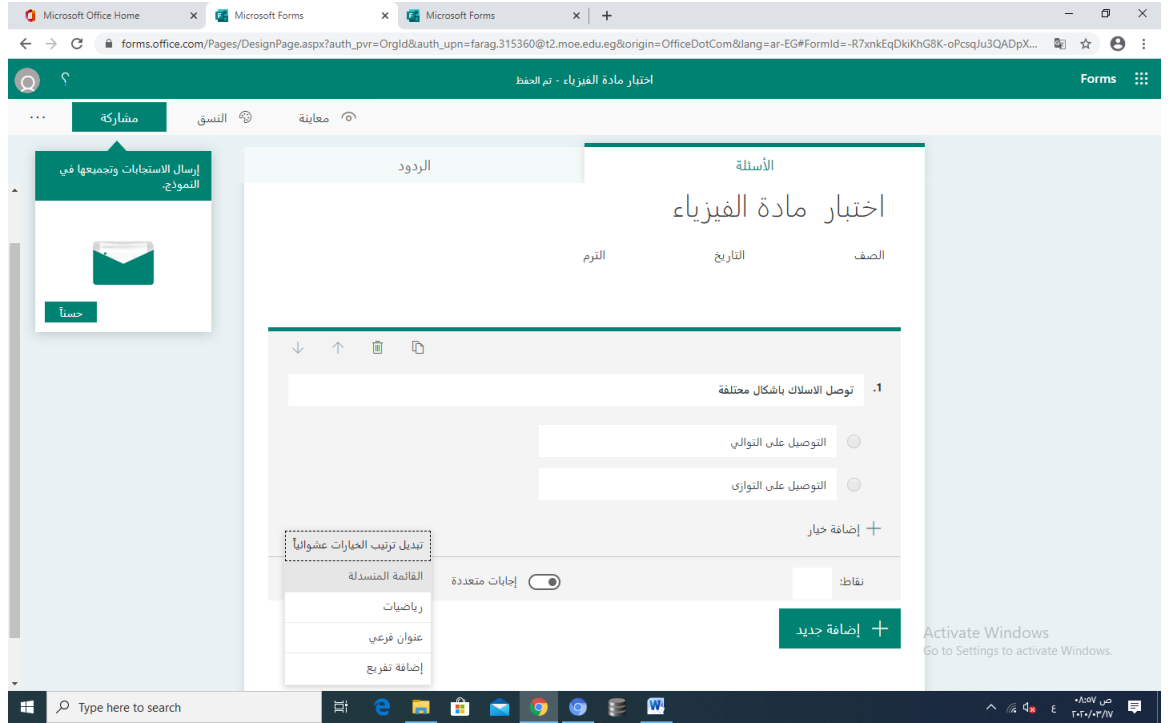 Microsoft Office Home
Microsoft Forms
Microsoft Forms
forms.office.com/Pages/DesignPage.aspx?auth_pvr=OrgId&auth_upn=farag.315360@t2.moe.edu.eg&origin=OfficeDotCom&lang=ar-EG#FormId=-R7xnkEqDkiKhG8K-oPcsqJu3QADpX...
Forms
اختبار مادة الفيزياء - تم الحفظ
؟
معاينة
النسق
مشاركة
...
إرسال الاستجابات وتجميعها في
النموذج.
حسناً
الأسئلة
الردود
اختبار مادة الفيزياء
الصف التاريخ الترم
1. توصل الاسلاك باشكال محتلفة
التوصيل على التوالي
التوصيل على التوازى
إضافة خيار
نقاط:
إجابات متعددة
تبديل ترتيب الخيارات عشوائياً
القائمة المنسدلة
رياضيات
عنوان فرعي
إضافة تفريع
إضافة جديد
Activate Windows
Go to Settings to activate Windows.
Type here to search
ع
٠٨:٥٧ ص
٢٠٢٠/٠٣/١٧